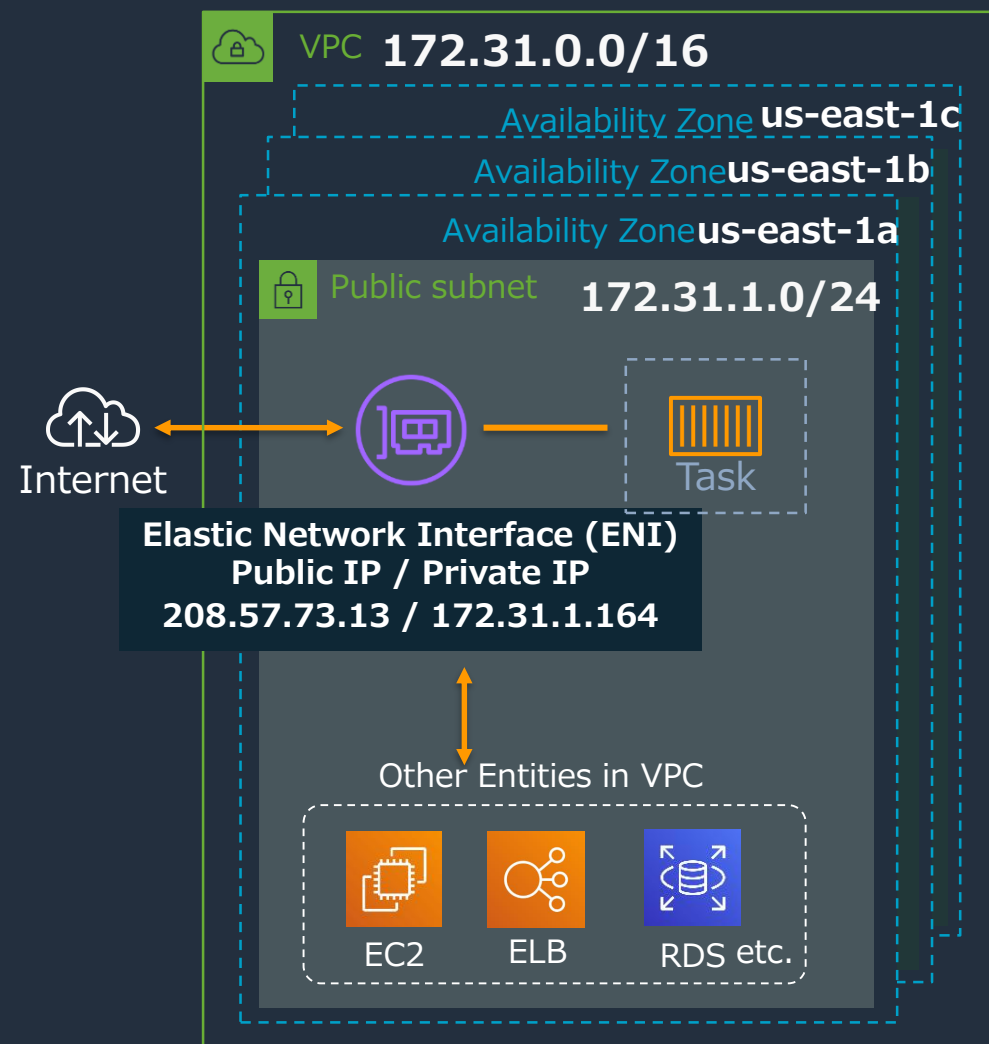 VPC 172.31.0.0/16
Availability Zone us-east-1c
Availability Zone us-east-1b
Availability Zone us-east-1a
Public subnet 172.31.1.0/24
Internet
Task
Elastic Network Interface (ENI)
Public IP / Private IP
208.57.73.13 / 172.31.1.164
Other Entities in VPC
EC2 ELB RDS etc.